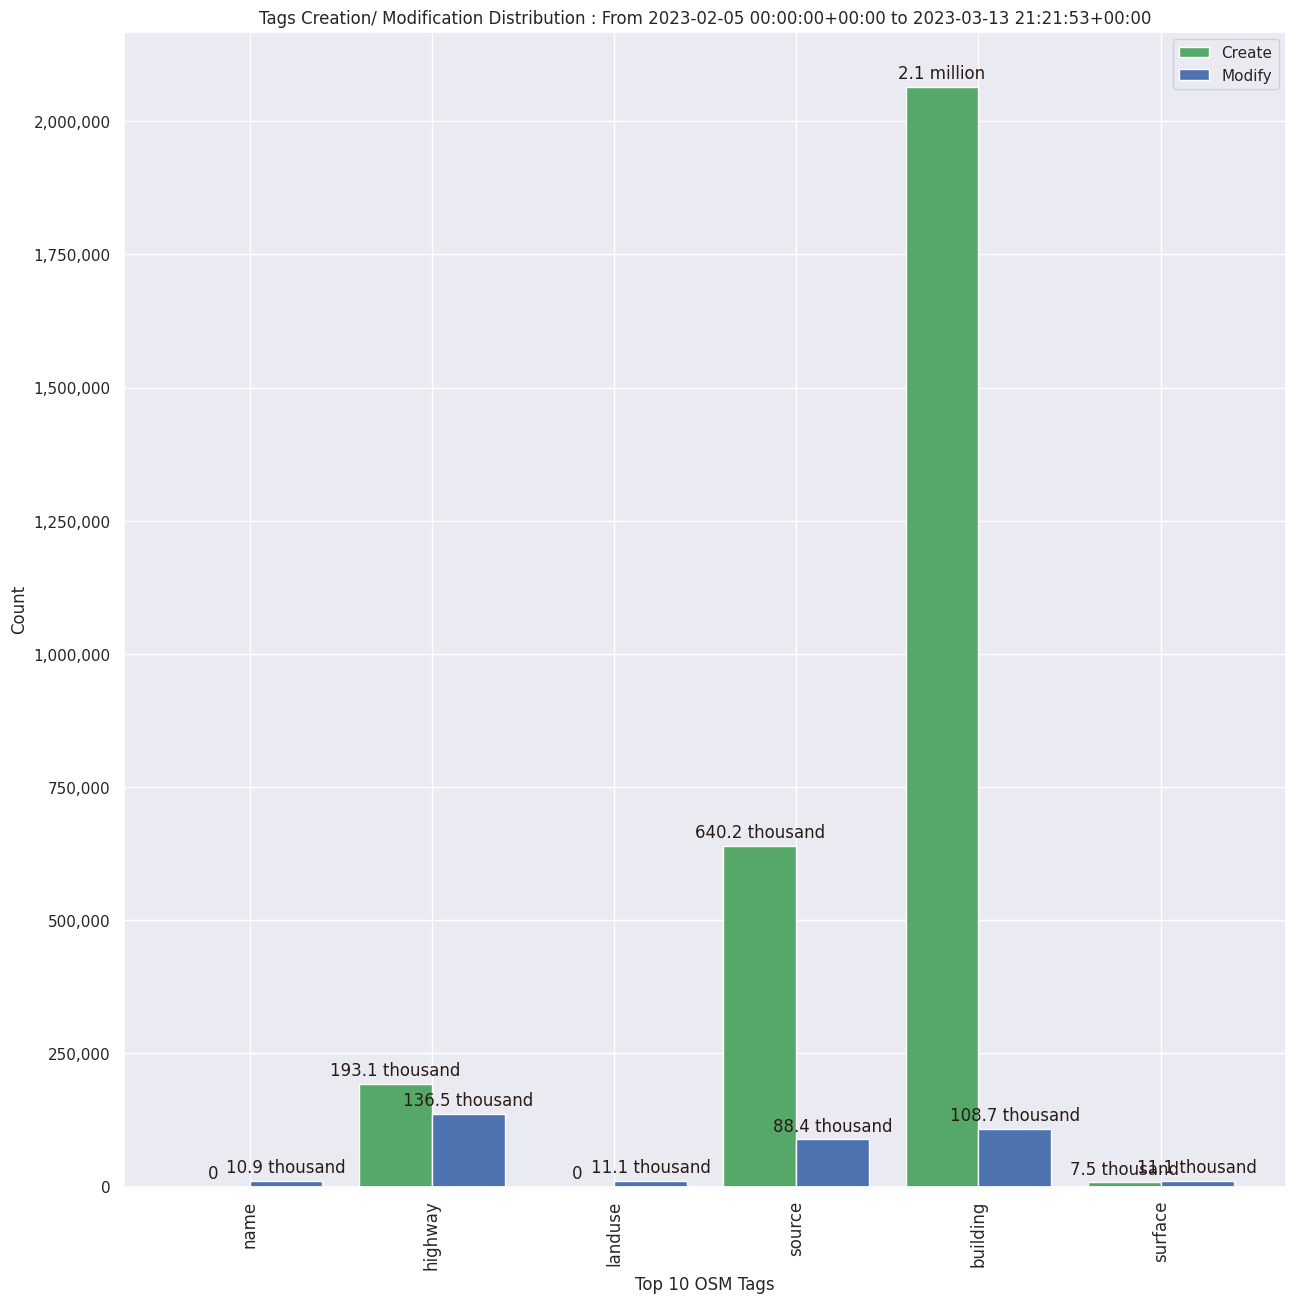 Tags Creation/ Modification Distribution : From 2023-02-05 00:00:00+00:00 to 2023-03-13 21:21:53+00:00
Create
Modify
2.1 million
2,000,000
1,750,000
1,500,000
1,250,000
1,000,000
750,000
500,000
250,000
0
Count
640.2 thousand
193.1 thousand
136.5 thousand
88.4 thousand
108.7 thousand
0
10.9 thousand
0
11.1 thousand
7.5 thousand
11.1 thousand
name
highway
landuse
source
building
surface
Top 10 OSM Tags